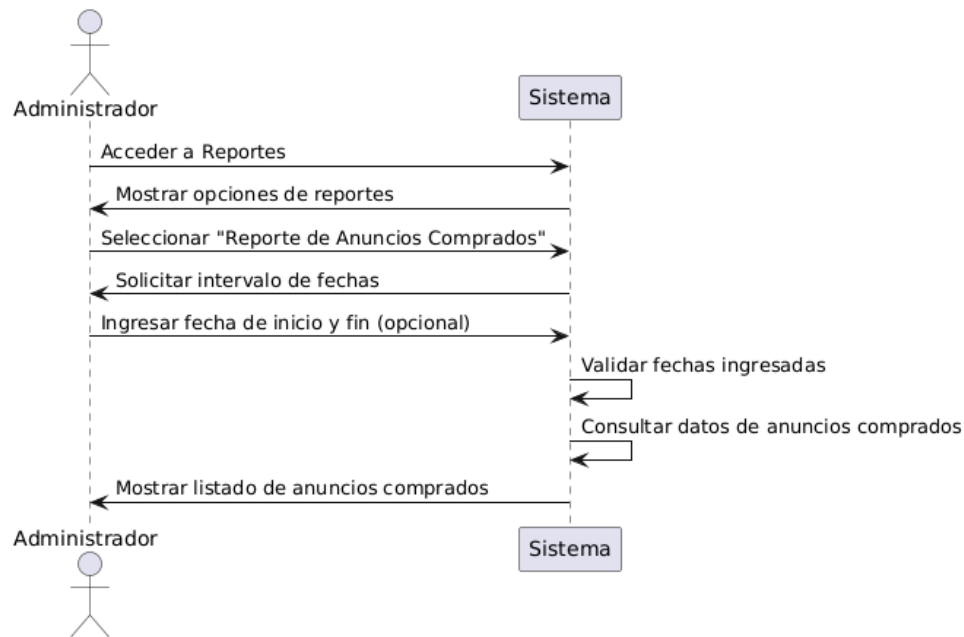 Administrador
Sistema
Acceder a Reportes
Mostrar opciones de reportes
Seleccionar "Reporte de Anuncios Comprados"
Solicitar intervalo de fechas
Ingresar fecha de inicio y fin (opcional)
Validar fechas ingresadas
Consultar datos de anuncios comprados
Mostrar listado de anuncios comprados
Administrador
Sistema